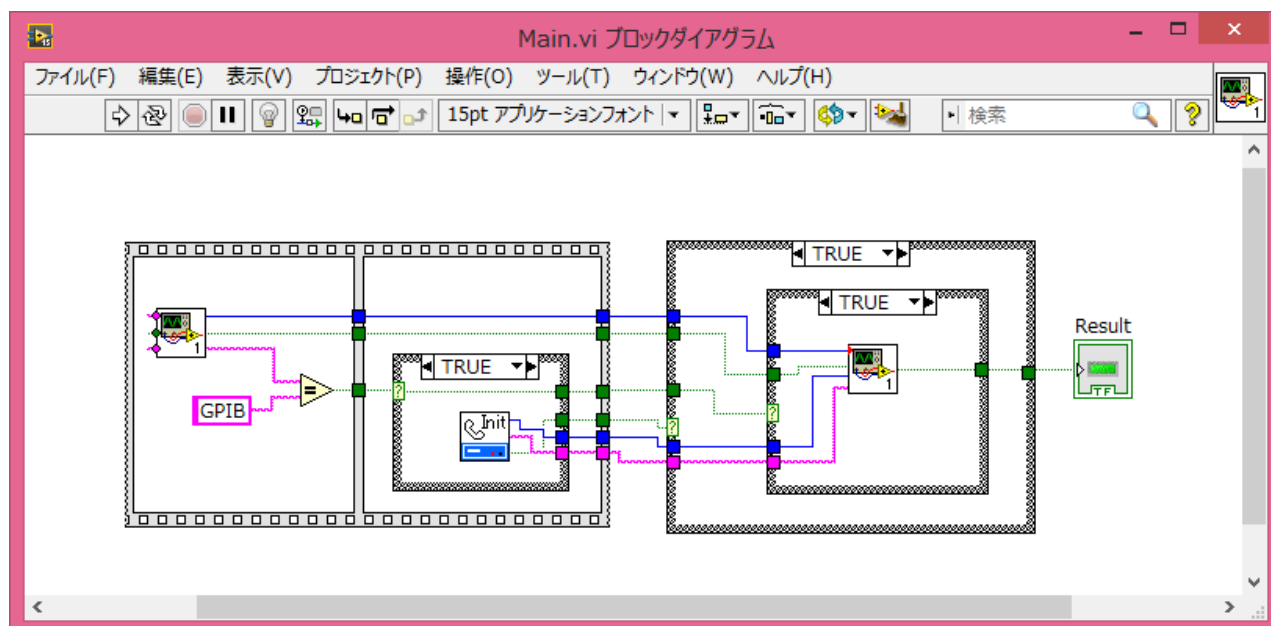 Main.vi ブロックダイアグラム
ファイル(F) 編集(E) 表示(V) プロジェクト(P) 操作(O) ツール(T) ウィンドウ(W) ヘルプ(H)
15pt アプリケーションフォント 検索 ?
15
1
TRUE
TRUE
1
Result
TRUE
1
?
GPIB
Init
?
?
TF